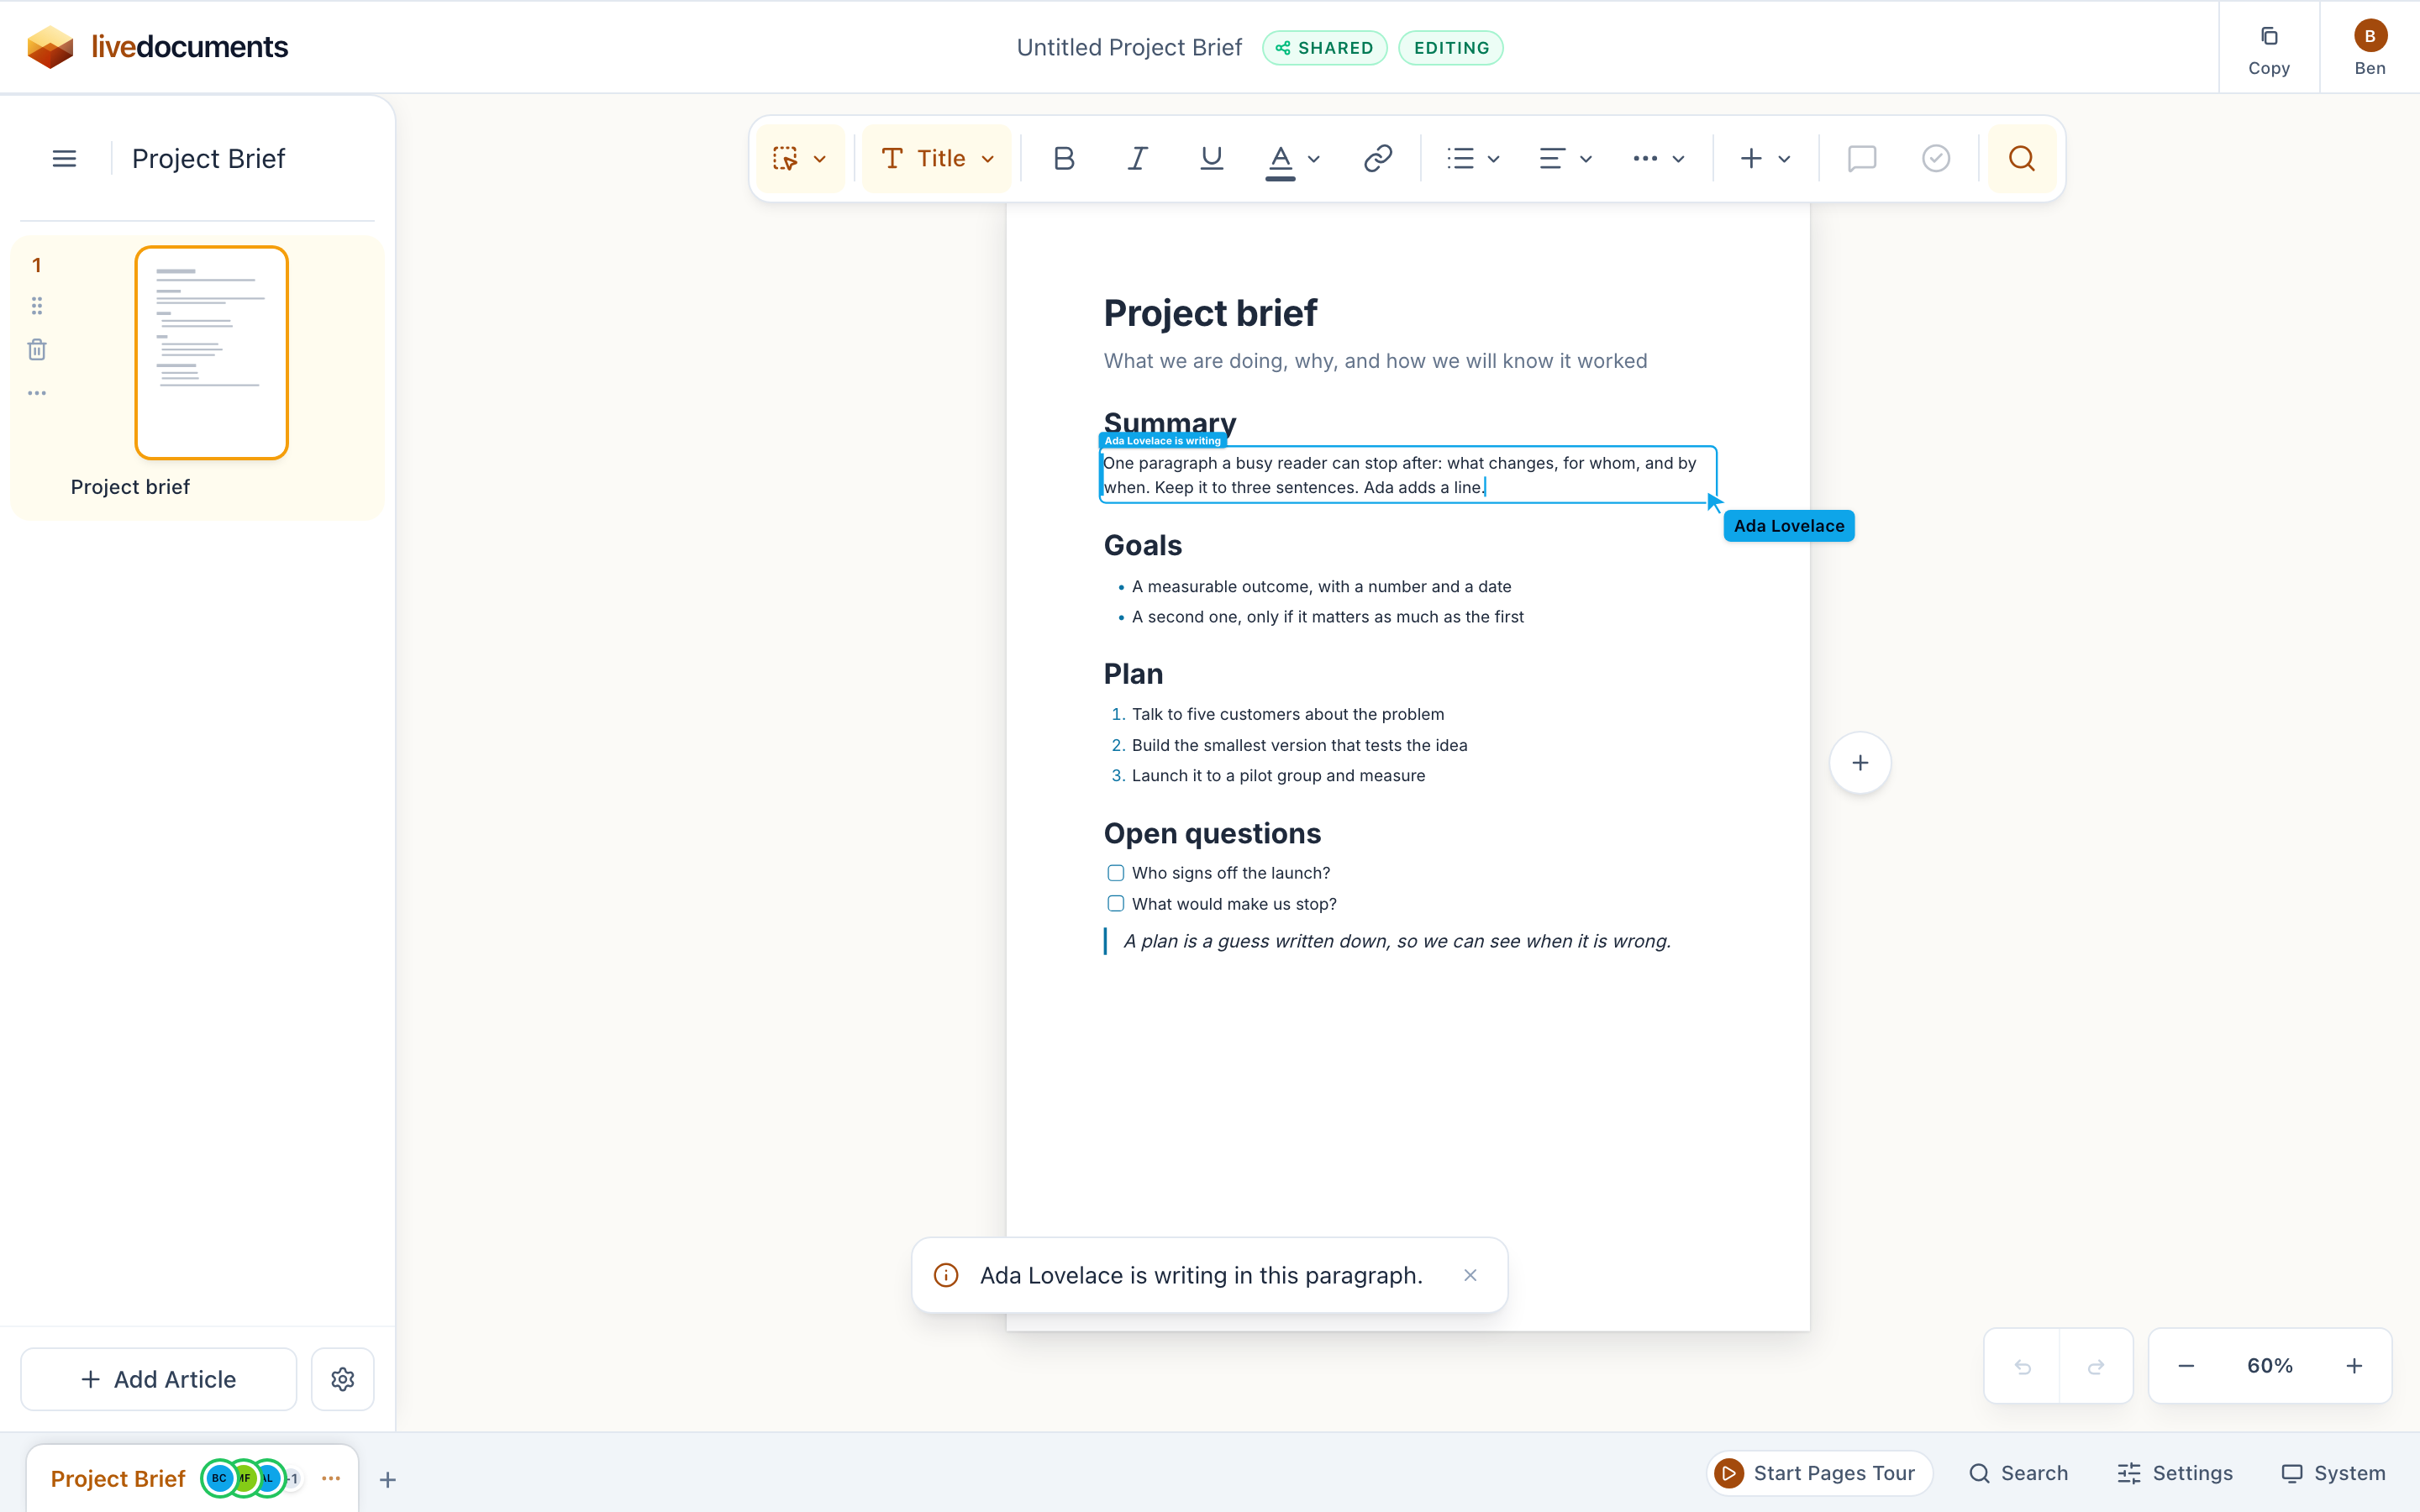 livedocuments
Untitled Project Brief
SHARED
EDITING
Copy
B
Ben
Project Brief
Title
1
Project brief
Project brief
What we are doing, why, and how we will know it worked
Summary
Ada Lovelace is writing
One paragraph a busy reader can stop after: what changes, for whom, and by
when. Keep it to three sentences. Ada adds a line.
Ada Lovelace
Goals
• A measurable outcome, with a number and a date
• A second one, only if it matters as much as the first
Plan
1. Talk to five customers about the problem
2. Build the smallest version that tests the idea
3. Launch it to a pilot group and measure
Open questions
Who signs off the launch?
What would make us stop?
A plan is a guess written down, so we can see when it is wrong.
Ada Lovelace is writing in this paragraph.
Add Article
60%
Project Brief
BC
MF
AL
Start Pages Tour
Search
Settings
System